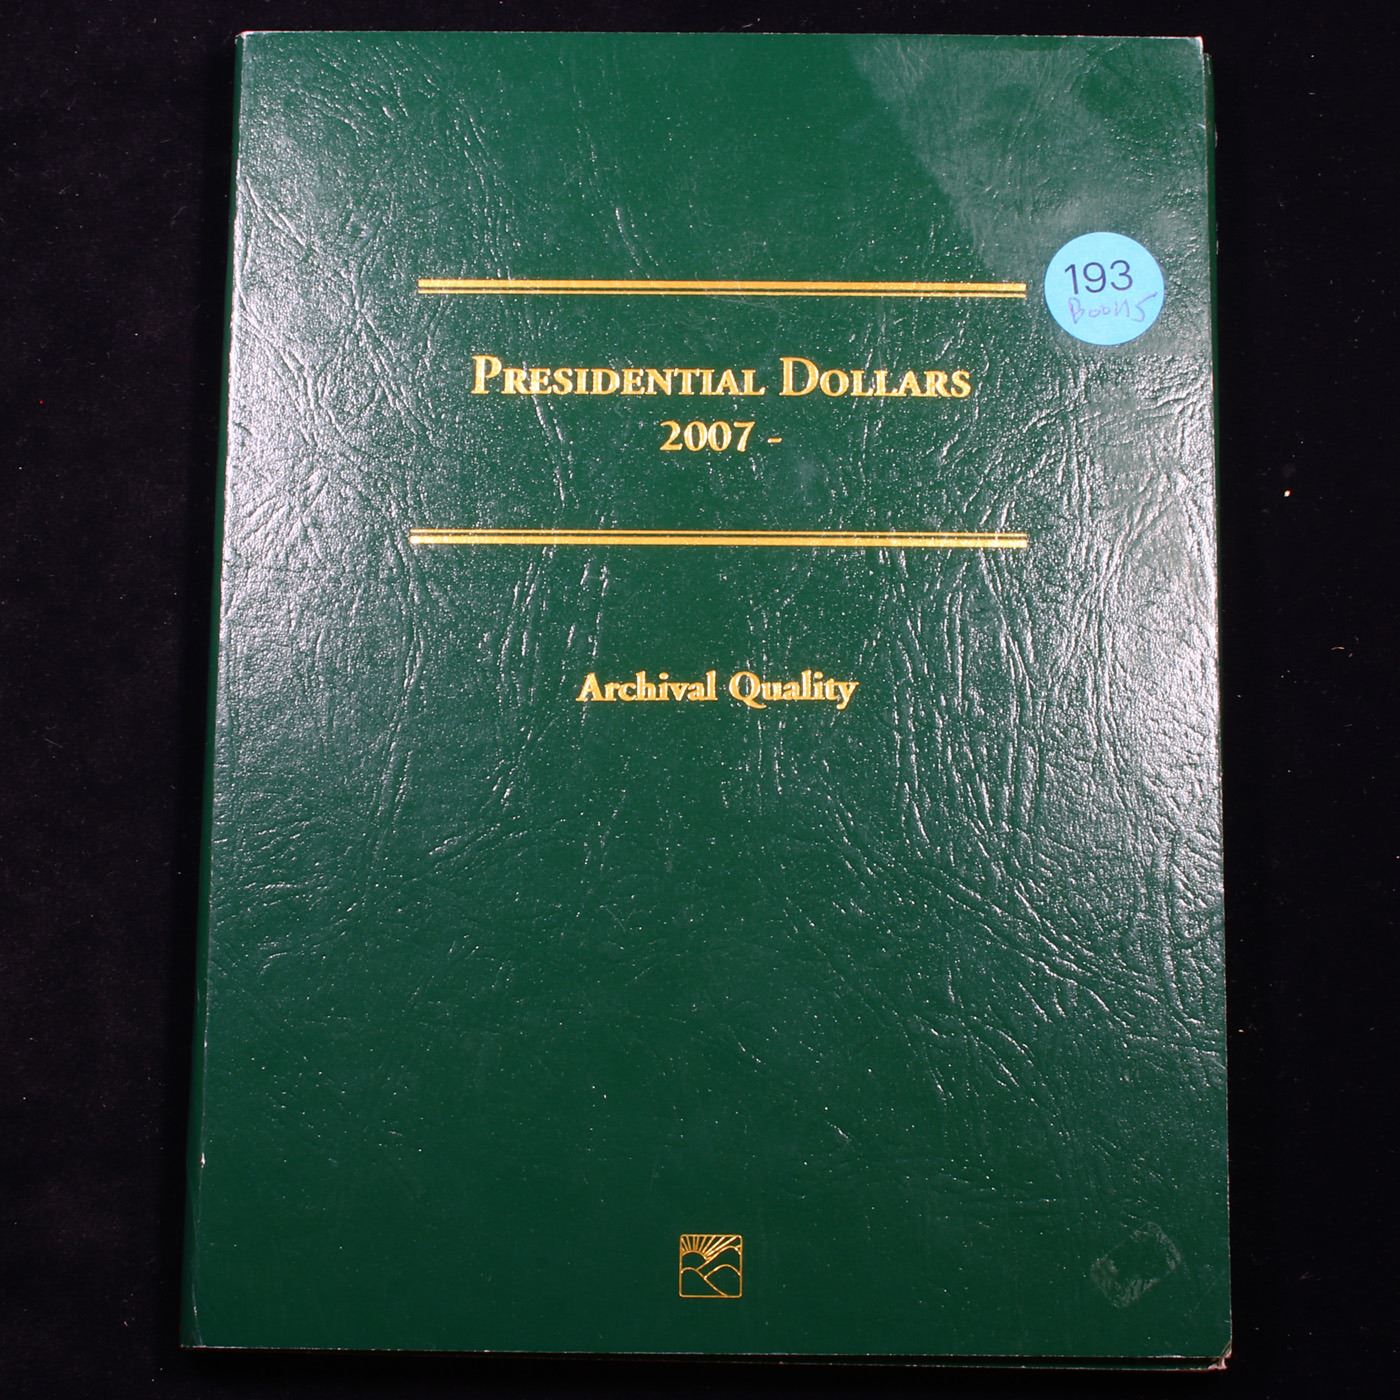 193
PRESIDENTIAL DOLLARS
2007 -
Archival Quality